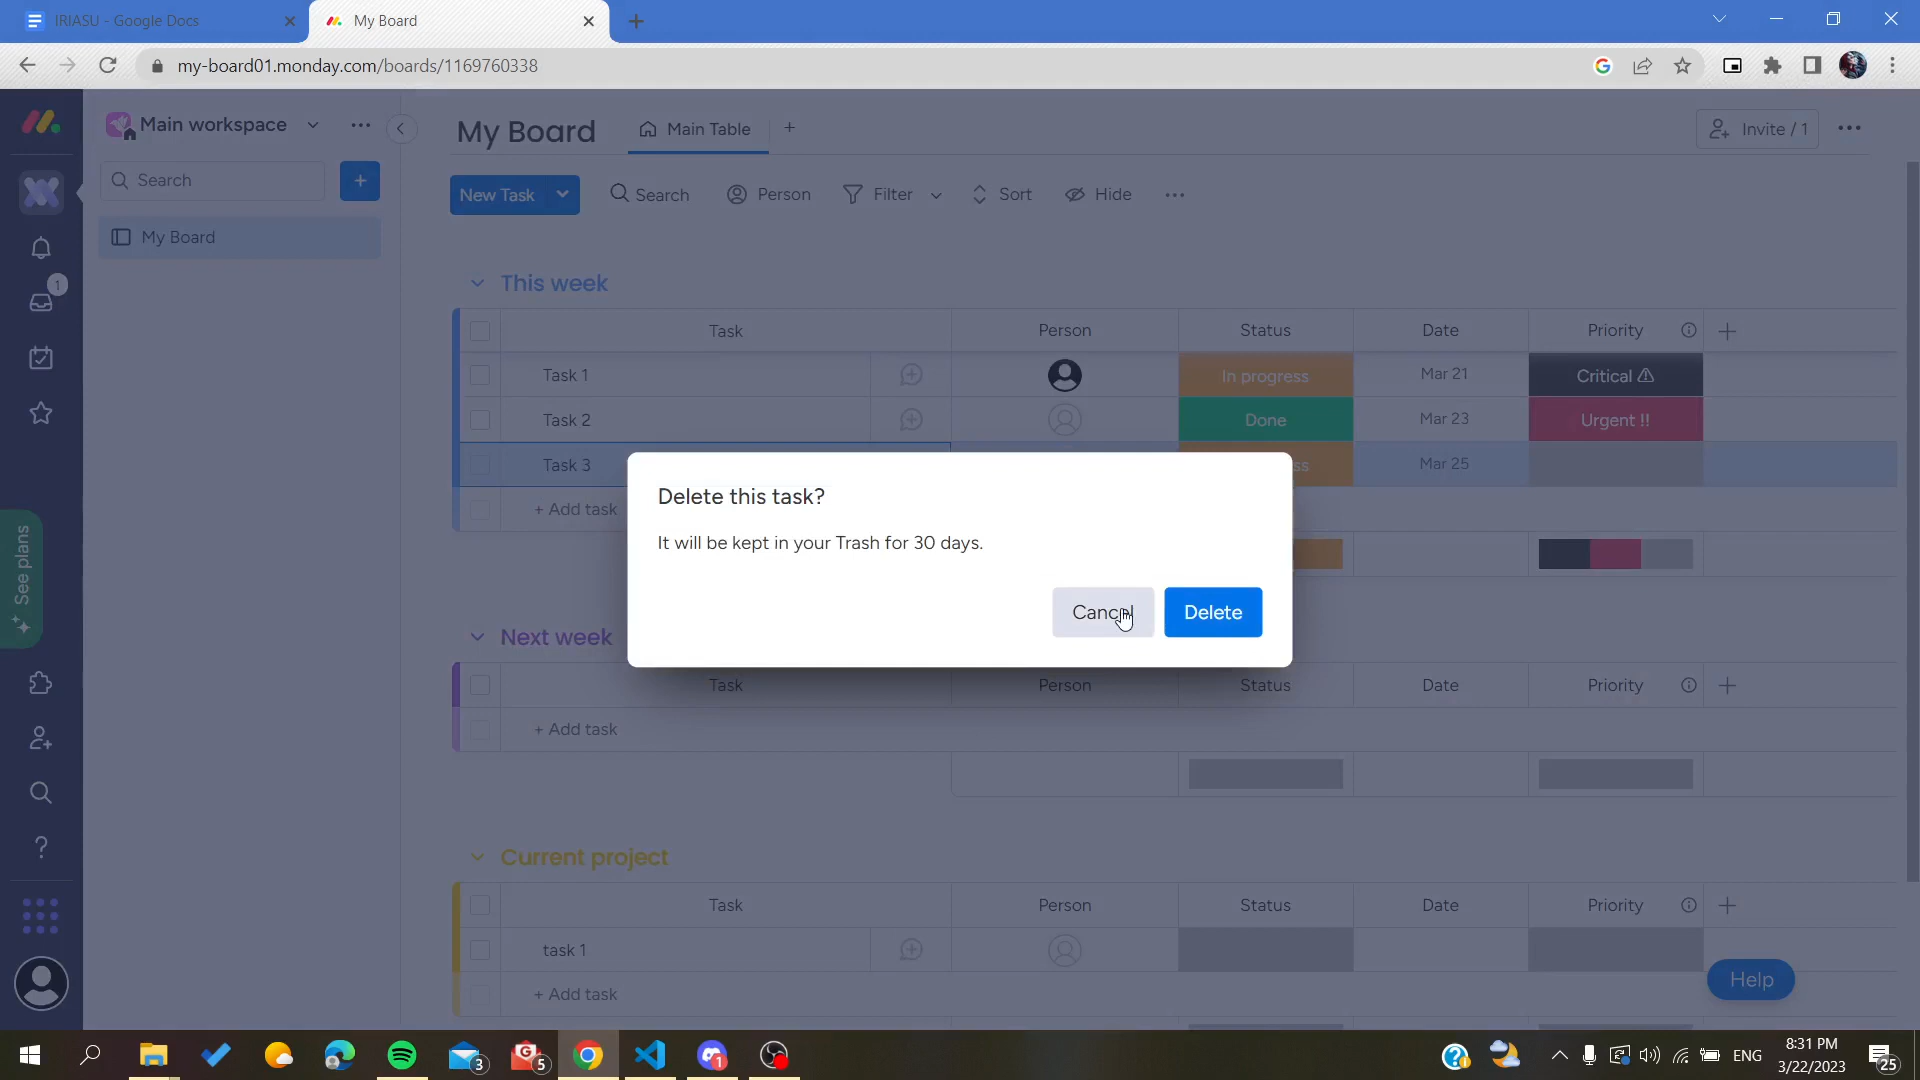 IRIASU - Google Docs
My Board
my-board01.monday.com/boards/1169760338
Main workspace
Search
My Board
My Board
Main Table
Invite / 1
New Task
Search
Person
Filter
Sort
Hide
1
See plans
This week
Task Person Status Date Priority
Task 1 In progress Mar 21 Critical
Task 2 Done Mar 23 Urgent !!
Task 3 Mar 25
+ Add task
Delete this task?
It will be kept in your Trash for 30 days.
Cancel Delete
Next week
Task Person Status Date Priority
+ Add task
Current project
Task Person Status Date Priority
task 1
+ Add task
Help
3
5
1
ENG
8:31 PM
3/22/2023
25